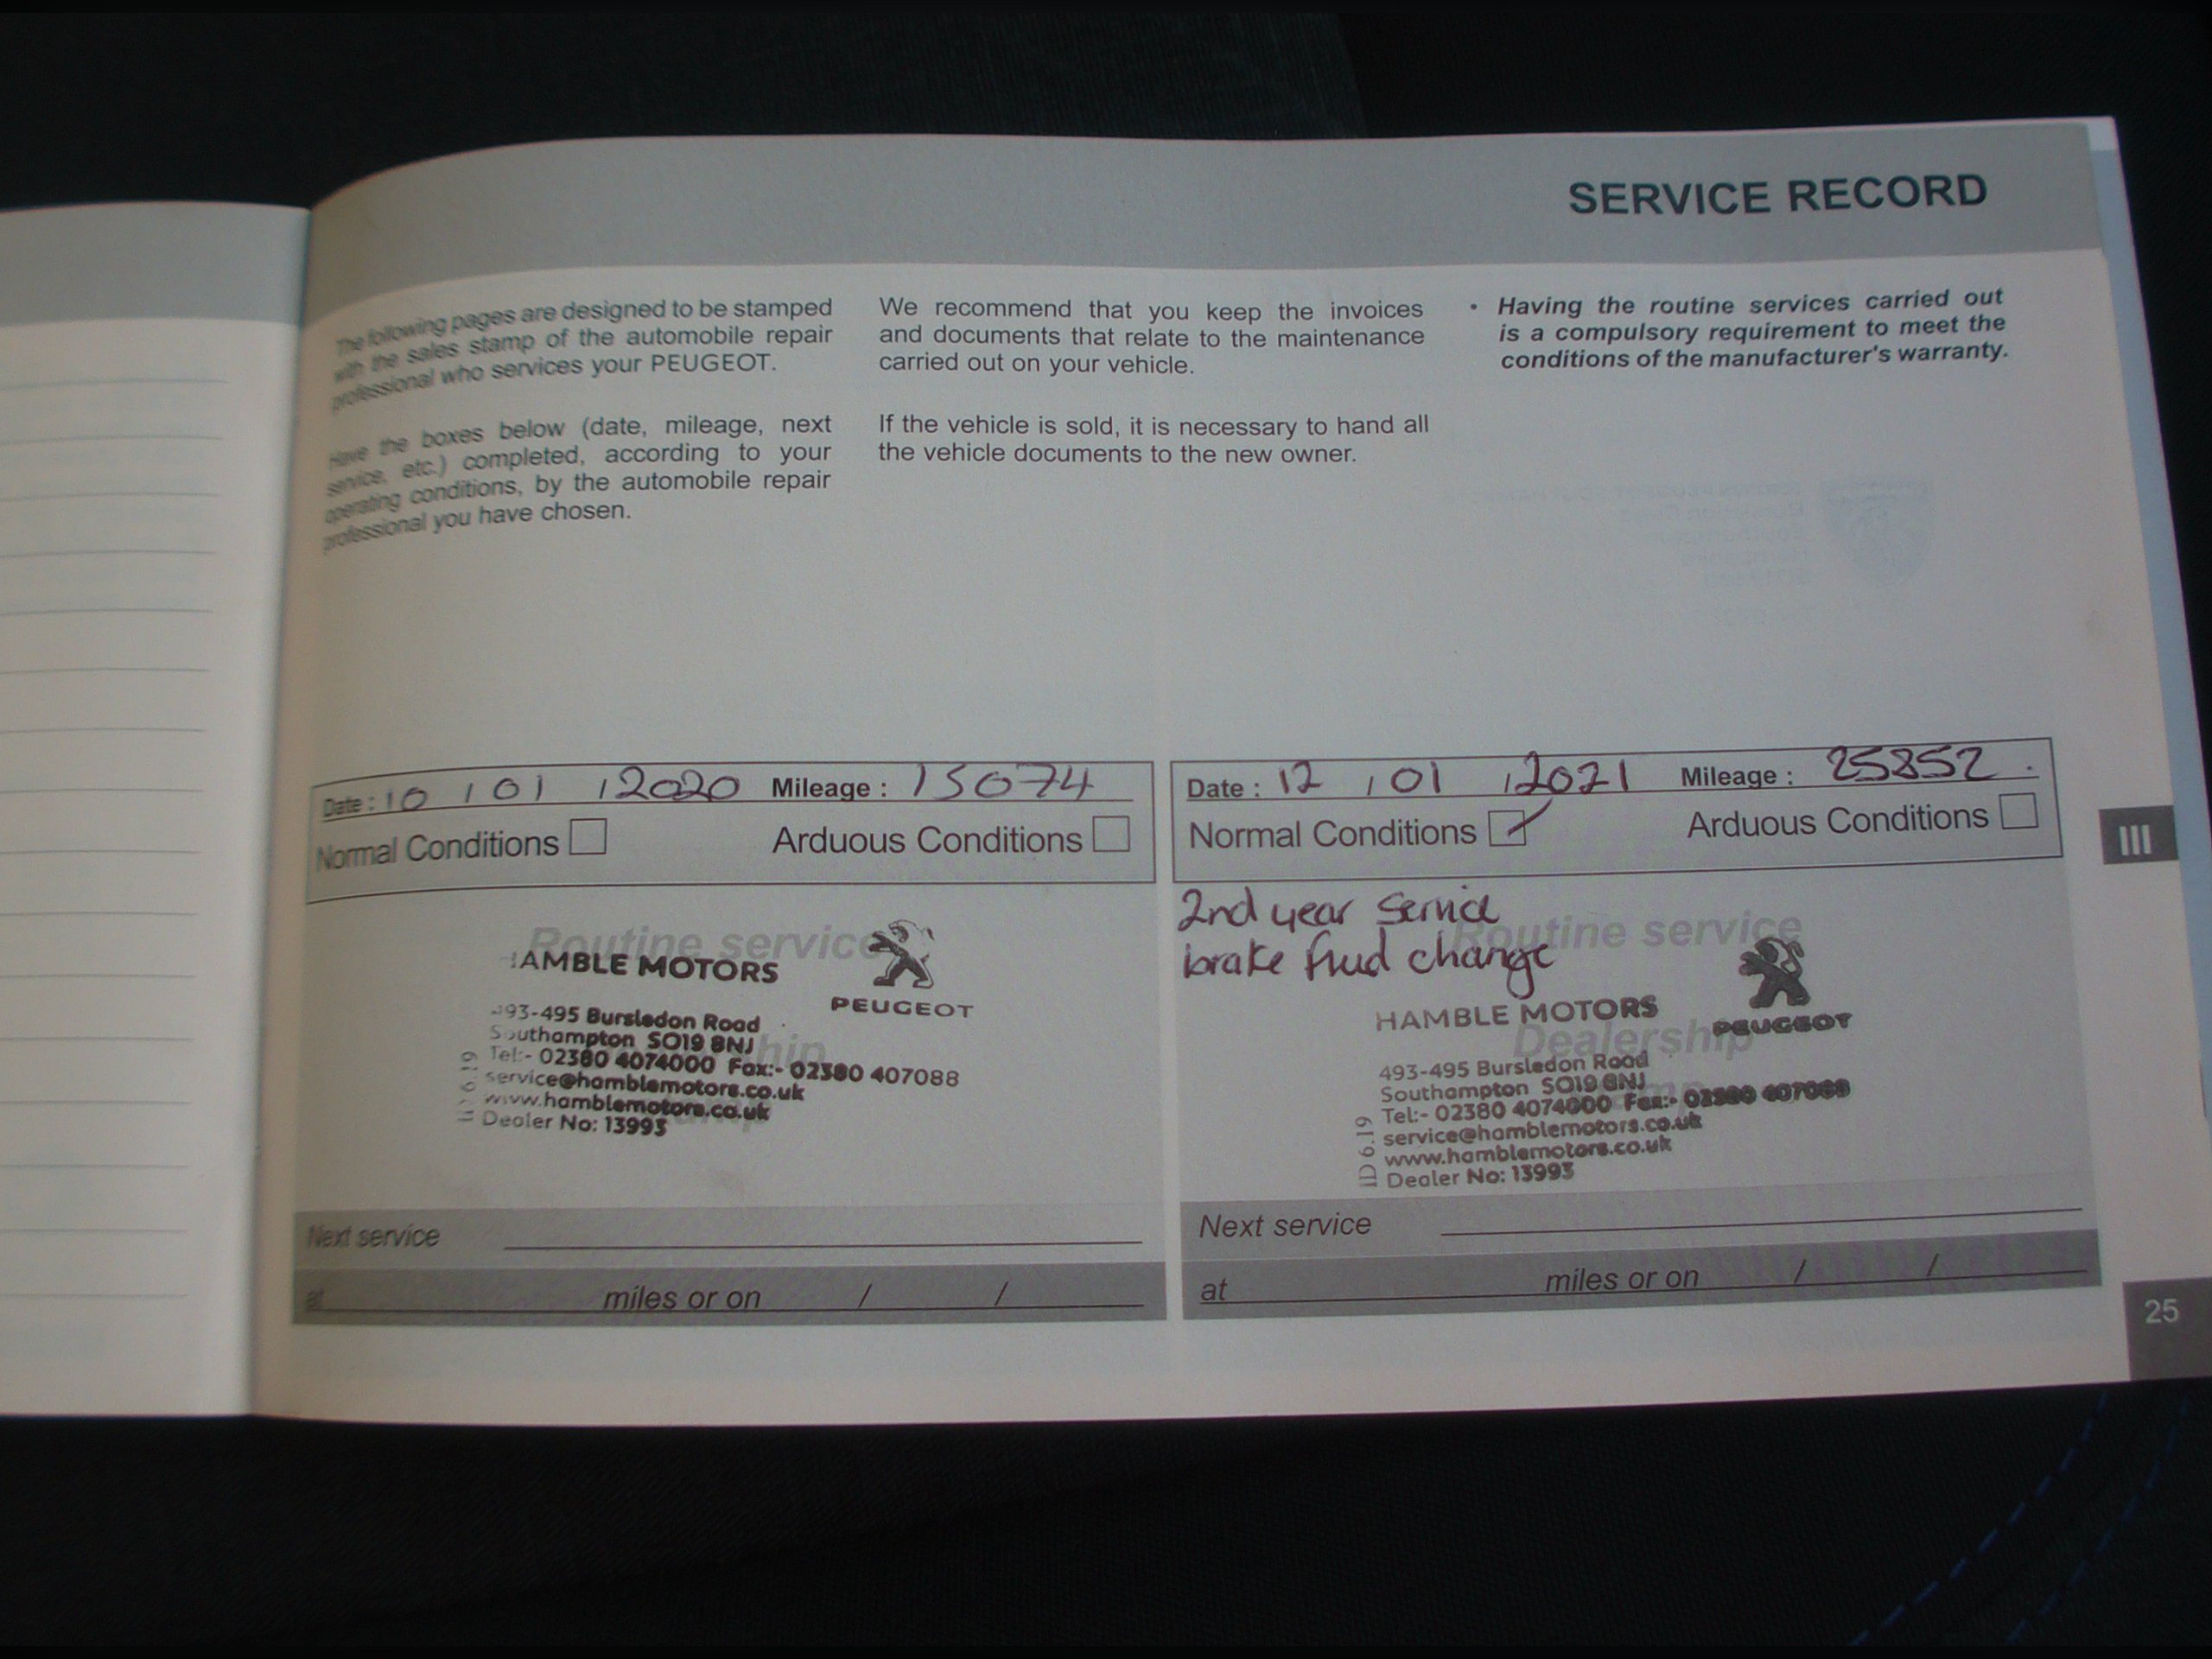 SERVICE RECORD
The following pages are designed to be stamped
with the sales stamp of the automobile repair
professional who services your PEUGEOT.
Have the boxes below (date, mileage, next
service, etc.) completed, according to your
operating conditions, by the automobile repair
professional you have chosen.
We recommend that you keep the invoices
and documents that relate to the maintenance
carried out on your vehicle.
If the vehicle is sold, it is necessary to hand all
the vehicle documents to the new owner.
• Having the routine services carried out
is a compulsory requirement to meet the
conditions of the manufacturer's warranty.
Date : 10 / 01 / 2020 Mileage : 15074
Normal Conditions Arduous Conditions
Routine service
HAMBLE MOTORS
PEUGEOT
493-495 Bursledon Road
Southampton SO19 8NJ
Tel:- 02380 4074000 Fax:- 02380 407088
service@hamblemotors.co.uk
www.hamblemotors.co.uk
Dealer No: 13993
Next service
at miles or on / /
Date : 12 / 01 / 2021 Mileage : 25852
Normal Conditions Arduous Conditions
2nd year service
brake fluid change
Routine service
HAMBLE MOTORS
PEUGEOT
Dealership
493-495 Bursledon Road
Southampton SO19 8NJ
Tel:- 02380 4074000 Fax:- 02380 407088
service@hamblemotors.co.uk
www.hamblemotors.co.uk
Dealer No: 13993
ID 6.19
Next service
at miles or on / /
III
25